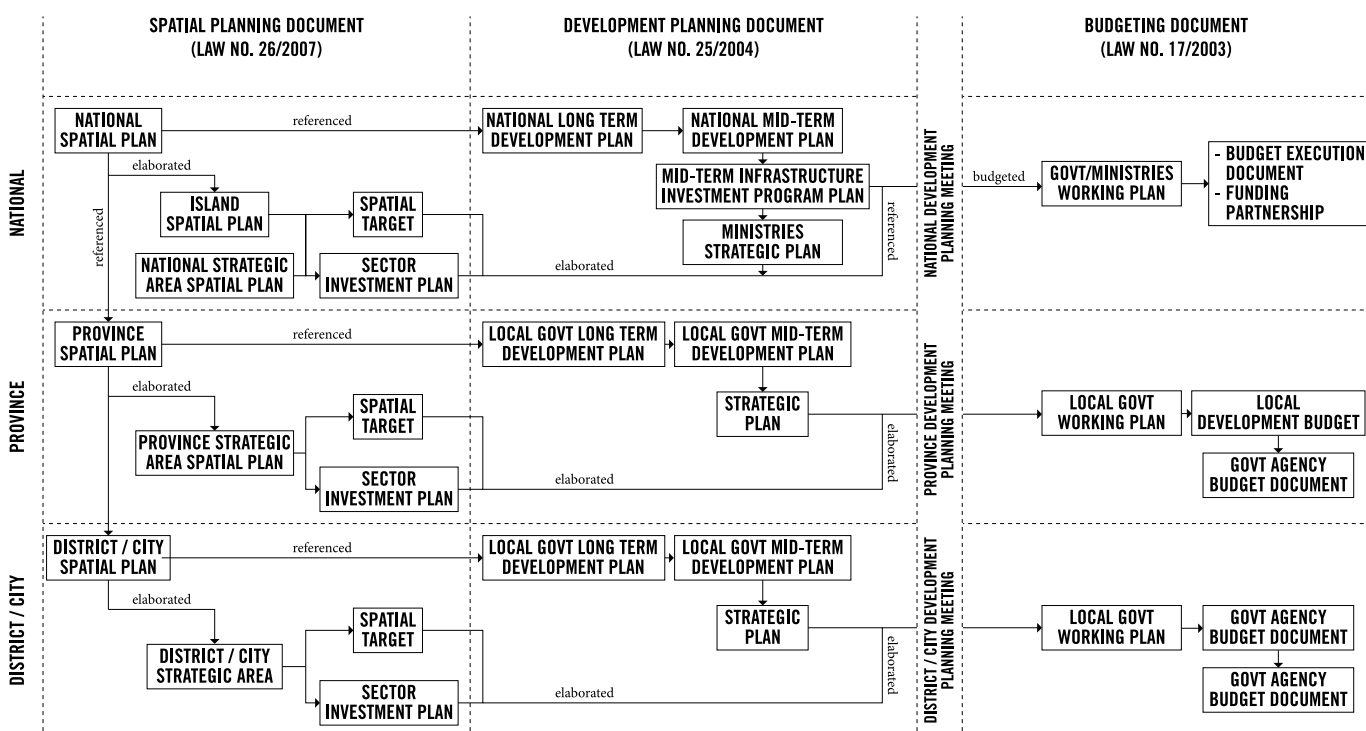 SPATIAL PLANNING DOCUMENT
(LAW NO. 26/2007)
DEVELOPMENT PLANNING DOCUMENT
(LAW NO. 25/2004)
BUDGETING DOCUMENT
(LAW NO. 17/2003)
NATIONAL
NATIONAL
SPATIAL PLAN
referenced
NATIONAL LONG TERM
DEVELOPMENT PLAN
NATIONAL MID-TERM
DEVELOPMENT PLAN
elaborated
referenced
ISLAND
SPATIAL PLAN
SPATIAL
TARGET
MID-TERM INFRASTRUCTURE
INVESTMENT PROGRAM PLAN
MINISTRIES
STRATEGIC PLAN
NATIONAL STRATEGIC
AREA SPATIAL PLAN
SECTOR
INVESTMENT PLAN
elaborated
referenced
NATIONAL DEVELOPMENT
PLANNING MEETING
budgeted
GOVT/MINISTRIES
WORKING PLAN
- BUDGET EXECUTION
DOCUMENT
- FUNDING
PARTNERSHIP
PROVINCE
PROVINCE
SPATIAL PLAN
referenced
LOCAL GOVT LONG TERM
DEVELOPMENT PLAN
LOCAL GOVT MID-TERM
DEVELOPMENT PLAN
elaborated
PROVINCE STRATEGIC
AREA SPATIAL PLAN
SPATIAL
TARGET
STRATEGIC
PLAN
SECTOR
INVESTMENT PLAN
elaborated
elaborated
PROVINCE DEVELOPMENT
PLANNING MEETING
LOCAL GOVT
WORKING PLAN
LOCAL
DEVELOPMENT BUDGET
GOVT AGENCY
BUDGET DOCUMENT
DISTRICT / CITY
DISTRICT / CITY
SPATIAL PLAN
referenced
LOCAL GOVT LONG TERM
DEVELOPMENT PLAN
LOCAL GOVT MID-TERM
DEVELOPMENT PLAN
elaborated
DISTRICT / CITY
STRATEGIC AREA
SPATIAL
TARGET
STRATEGIC
PLAN
SECTOR
INVESTMENT PLAN
elaborated
elaborated
DISTRICT / CITY DEVELOPMENT
PLANNING MEETING
LOCAL GOVT
WORKING PLAN
GOVT AGENCY
BUDGET DOCUMENT
GOVT AGENCY
BUDGET DOCUMENT